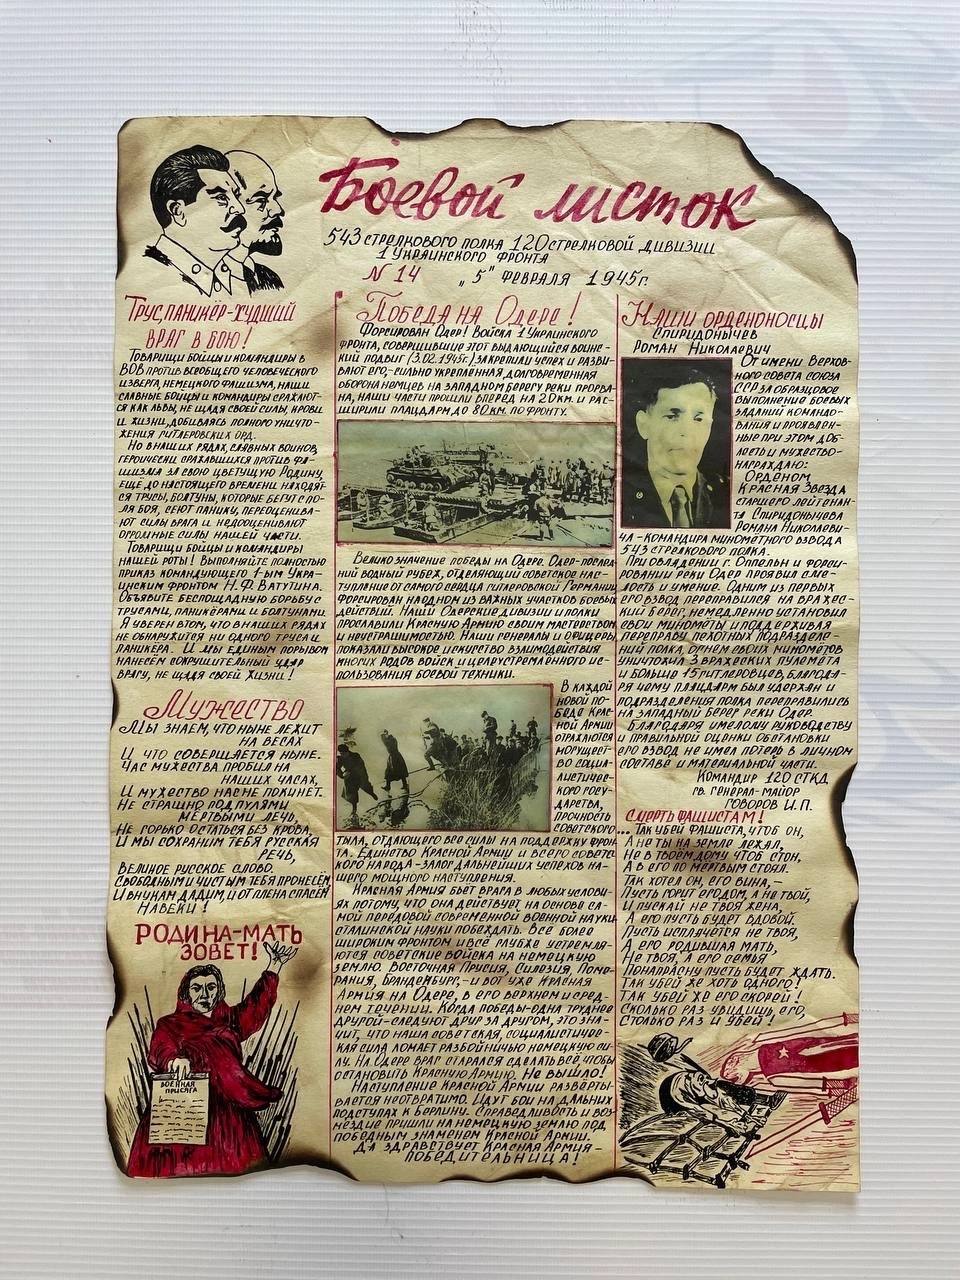 Боевой листок
543 стрелкового полка 120 стрелковой дивизии
1 Украинского фронта
N 14 „5" февраля 1945г.
Трус, паникёр-худший
враг в бою!
Товарищи бойцы и командиры в
ВОВ против всеобщего человеческого
изверга, немецкого фашизма, наши
славные бойцы и командиры сражают-
ся как львы, не щадя своей силы, крови
и жизни, добиваясь полного уничто-
жения гитлеровских орд.
Но в наших рядах, славных воинов,
героически сражавшихся против фа-
шизма за свою цветущую Родину,
еще до настоящего времени находят-
ся трусы, болтуны, которые бегут с по-
ля боя, сеют панику, переоценива-
ют силы врага и недооценивают
огромные силы нашей части.
Товарищи бойцы и командиры
нашей роты! Выполняйте полностью
приказ командующего 1-ым Укра-
инским фронтом Н.Ф. Ватутина.
Объявите беспощадную борьбу с
трусами, паникёрами и болтунами.
Я уверен в том, что в наших рядах
не обнаружится ни одного труса и
паникера. И мы единым порывом
нанесём сокрушительный удар
врагу, не щадя своей жизни!
Мужество
Мы знаем, что ныне лежит
на весах
И что совершается ныне.
Час мужества пробил на
наших часах,
И мужество нас не покинет.
Не страшно под пулями
мёртвыми лечь,
Не горько остаться без крова,
И мы сохраним тебя русская
речь,
Великое русское слово.
Свободным и чистым тебя пронесём,
И внукам дадим, и от плена спасём
Навеки!
РОДИНА-МАТЬ
ЗОВЕТ!
ВОЕННАЯ
ПРИСЯГА
Победа на Одере!
Форсирован Одер! Войска 1 Украинского
фронта, совершившие этот выдающийся воинс-
кий подвиг (3.02.1945г.) закрепили успех и разви-
вают его,-сильно укрепленная, долговременная
оборона немцев на западном берегу реки прорва-
на, наши части прошли вперед на 20км. и рас-
ширили плацдарм до 80км. по фронту.
Велико значение победы на Одере. Одер-послед-
ний водный рубеж, отделяющий советское нас-
тупление от самого сердца гитлеровской Германии,
форсирован на одном из важных участков боевых
действий. Наши Одерские дивизии и полки
прославили Красную Армию своим мастерством
и неустрашимостью. Наши генералы и офицеры
показали высокое искусство взаимодействия
многих родов войск и целеустремлённого ис-
пользования боевой техники.
В каждой
новой по-
беде Крас-
ной Армии
отражаются
могущест-
во социа-
листичес-
кого госу-
дарства,
прочность
советского
тыла, отдающего все силы на поддержку фрон-
та. Единство Красной Армии и всего советс-
кого народа - залог дальнейших успехов на-
шего мощного наступления.
Красная Армия бьёт врага в любых услови-
ях потому, что она действует на основе са-
мой передовой современной военной науки,
сталинской науки побеждать. Все более
широким фронтом и всё глубже устремля-
ются советские войска на немецкую
землю. Восточная Прусия, Силезия, Поме-
рания, Бранденбург,-и вот уже Красная
Армия на Одере, в его верхнем и сред-
нем течении. Когда победы-одна труднее
другой-следуют друг за другом, это зна-
чит, что наша советская, социалистичес-
кая сила ломает разбойничью немецкую си-
лу. На Одере враг старался сделать всё, чтобы
остановить Красную Армию. Не вышло!
Наступление Красной Армии разверты-
вается неотвратимо. Идут бои на дальних
подступах к Берлину. Справедливость и воз-
мездие пришли на немецкую землю под
победным знаменем Красной Армии.
Да здравствует Красная Армия-
победительница!
Наши орденоносцы
Спиридонычев
Роман Николаевич
От имени Верхов-
ного совета Союза
ССР за образцовое
выполнение боевых
заданий командо-
вания и проявлен-
ные при этом доб-
лесть и мужество-
награждаю:
Орденом
Красная Звезда
старшего лейтенан-
та Спиридонычева
Романа Николаеви-
ча - командира миномётного взвода
543 стрелкового полка.
При овладении г. Оппельн и форси-
ровании реки Одер проявил сме-
лость и умение. Одним из первых
его взвод переправился на вражес-
кий берег, немедленно установил
свои минометы и поддерживая
переправу пехотных подразделе-
ний полка, огнем своих миномётов
уничтожил 3 вражеских пулемета
и больше 15 гитлеровцев, благода-
ря чему плацдарм был удержан и
подразделения полка переправились
на западный берег реки Одер.
Благодаря умелому руководству
и правильной оценки обстановки
его взвод не имел потерь в личном
составе и материальной части.
Командир 120 СТКД
гв. генерал-майор
Говоров И.П.
Смерть фашистам!
... Так убей фашиста, чтоб он,
А не ты на земле лежал,
Не в твоём дому чтоб стон,
А в его по мёртвым стоял.
Так хотел он, его вина,-
Пусть горит его дом, а не твой,
И пускай не твоя жена,
А его пусть будет вдовой.
Пусть исплачется не твоя,
А его родившая мать,
Не твоя, а его семья
Понапрасну пусть будет ждать.
Так убей же хоть одного!
Так убей же его скорей!
Сколько раз увидишь его,
Столько раз и убей!